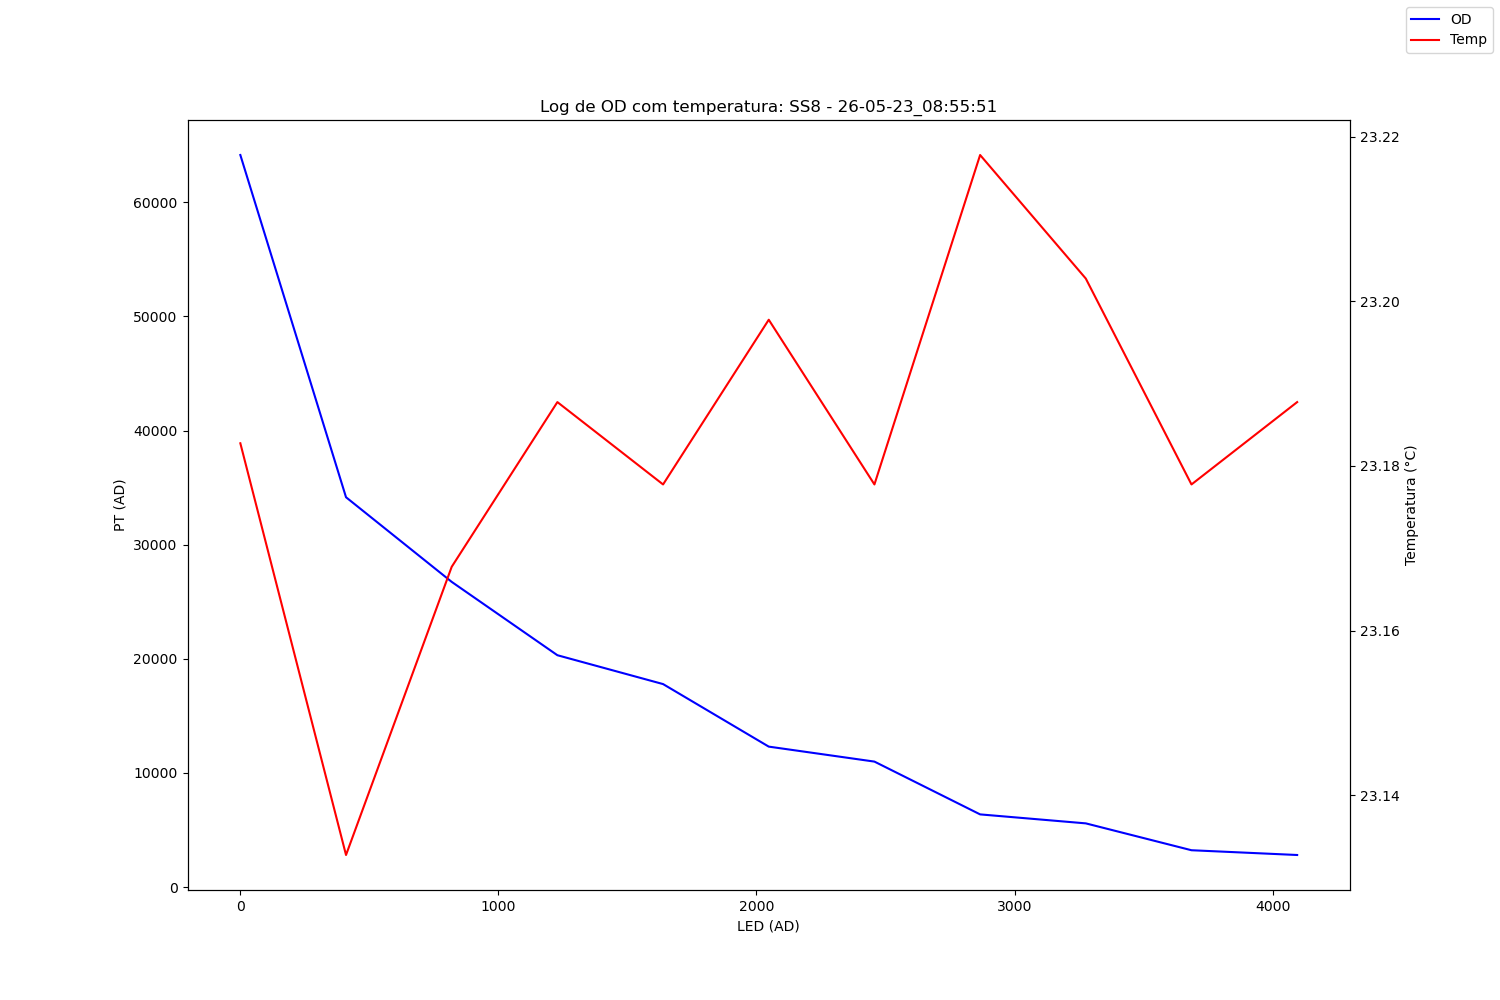 OD
Temp
Log de OD com temperatura: SS8 - 26-05-23_08:55:51
60000
50000
40000
30000
20000
10000
0
PT (AD)
23.22
23.20
23.18
23.16
23.14
Temperatura (°C)
0 1000 2000 3000 4000
LED (AD)